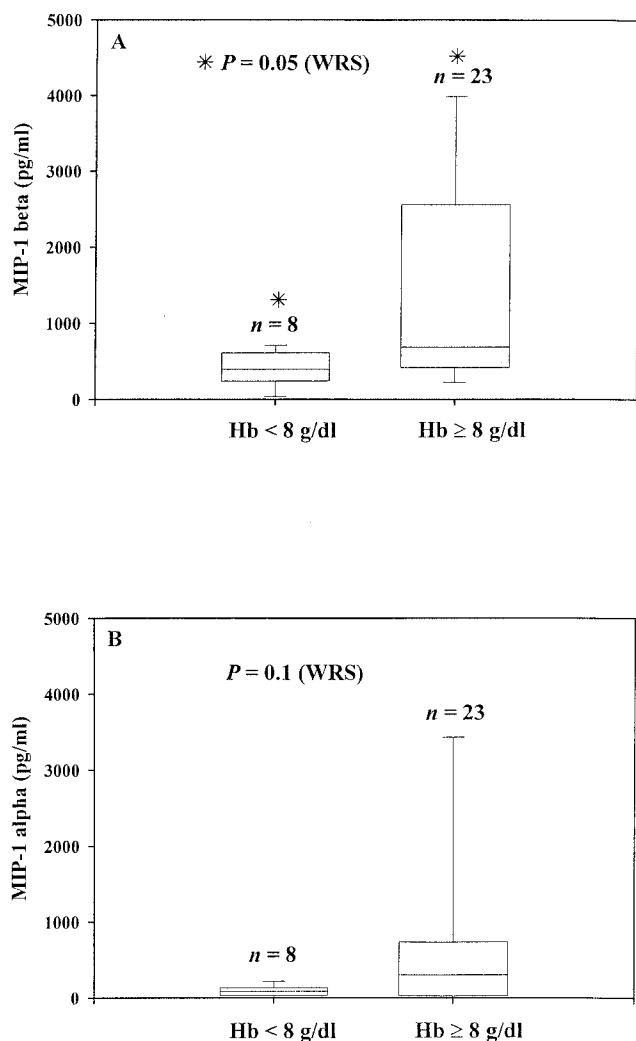 A
* P = 0.05 (WRS)
*
n = 23
*
n = 8
MIP-1 beta (pg/ml)
5000
4000
3000
2000
1000
0
Hb < 8 g/dl Hb ≥ 8 g/dl
B
P = 0.1 (WRS)
n = 23
n = 8
MIP-1 alpha (pg/ml)
5000
4000
3000
2000
1000
0
Hb < 8 g/dl Hb ≥ 8 g/dl